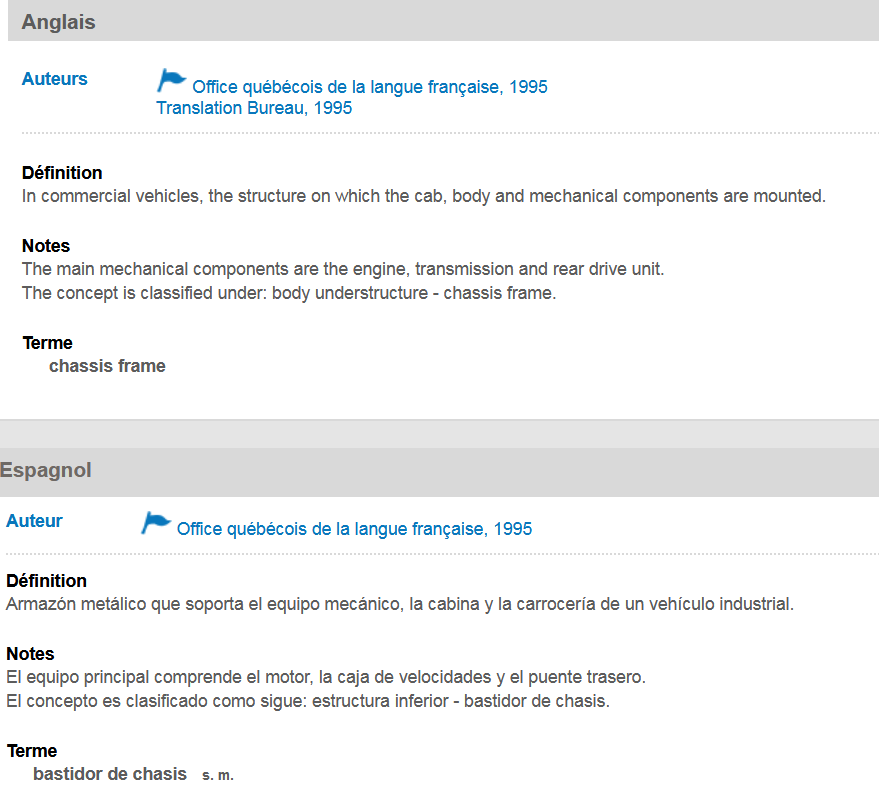 Anglais
Auteurs
Office québécois de la langue française, 1995
Translation Bureau, 1995
Définition
In commercial vehicles, the structure on which the cab, body and mechanical components are mounted.
Notes
The main mechanical components are the engine, transmission and rear drive unit.
The concept is classified under: body understructure - chassis frame.
Terme
chassis frame
Espagnol
Auteur
Office québécois de la langue française, 1995
Définition
Armazón metálico que soporta el equipo mecánico, la cabina y la carrocería de un vehículo industrial.
Notes
El equipo principal comprende el motor, la caja de velocidades y el puente trasero.
El concepto es clasificado como sigue: estructura inferior - bastidor de chasis.
Terme
bastidor de chasis s. m.